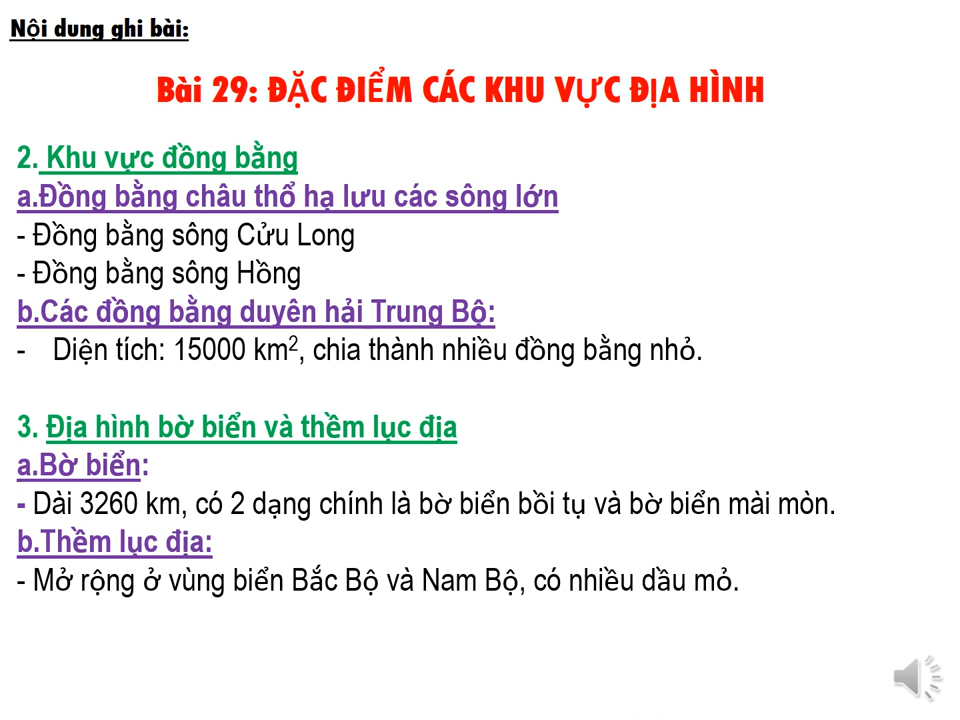 Nội dung ghi bài:
Bài 29: ĐẶC ĐIỂM CÁC KHU VỰC ĐỊA HÌNH
2. Khu vực đồng bằng
a.Đồng bằng châu thổ hạ lưu các sông lớn
- Đồng bằng sông Cửu Long
- Đồng bằng sông Hồng
b.Các đồng bằng duyên hải Trung Bộ:
- Diện tích: 15000 km², chia thành nhiều đồng bằng nhỏ.
3. Địa hình bờ biển và thềm lục địa
a.Bờ biển:
- Dài 3260 km, có 2 dạng chính là bờ biển bồi tụ và bờ biển mài mòn.
b.Thềm lục địa:
- Mở rộng ở vùng biển Bắc Bộ và Nam Bộ, có nhiều dầu mỏ.